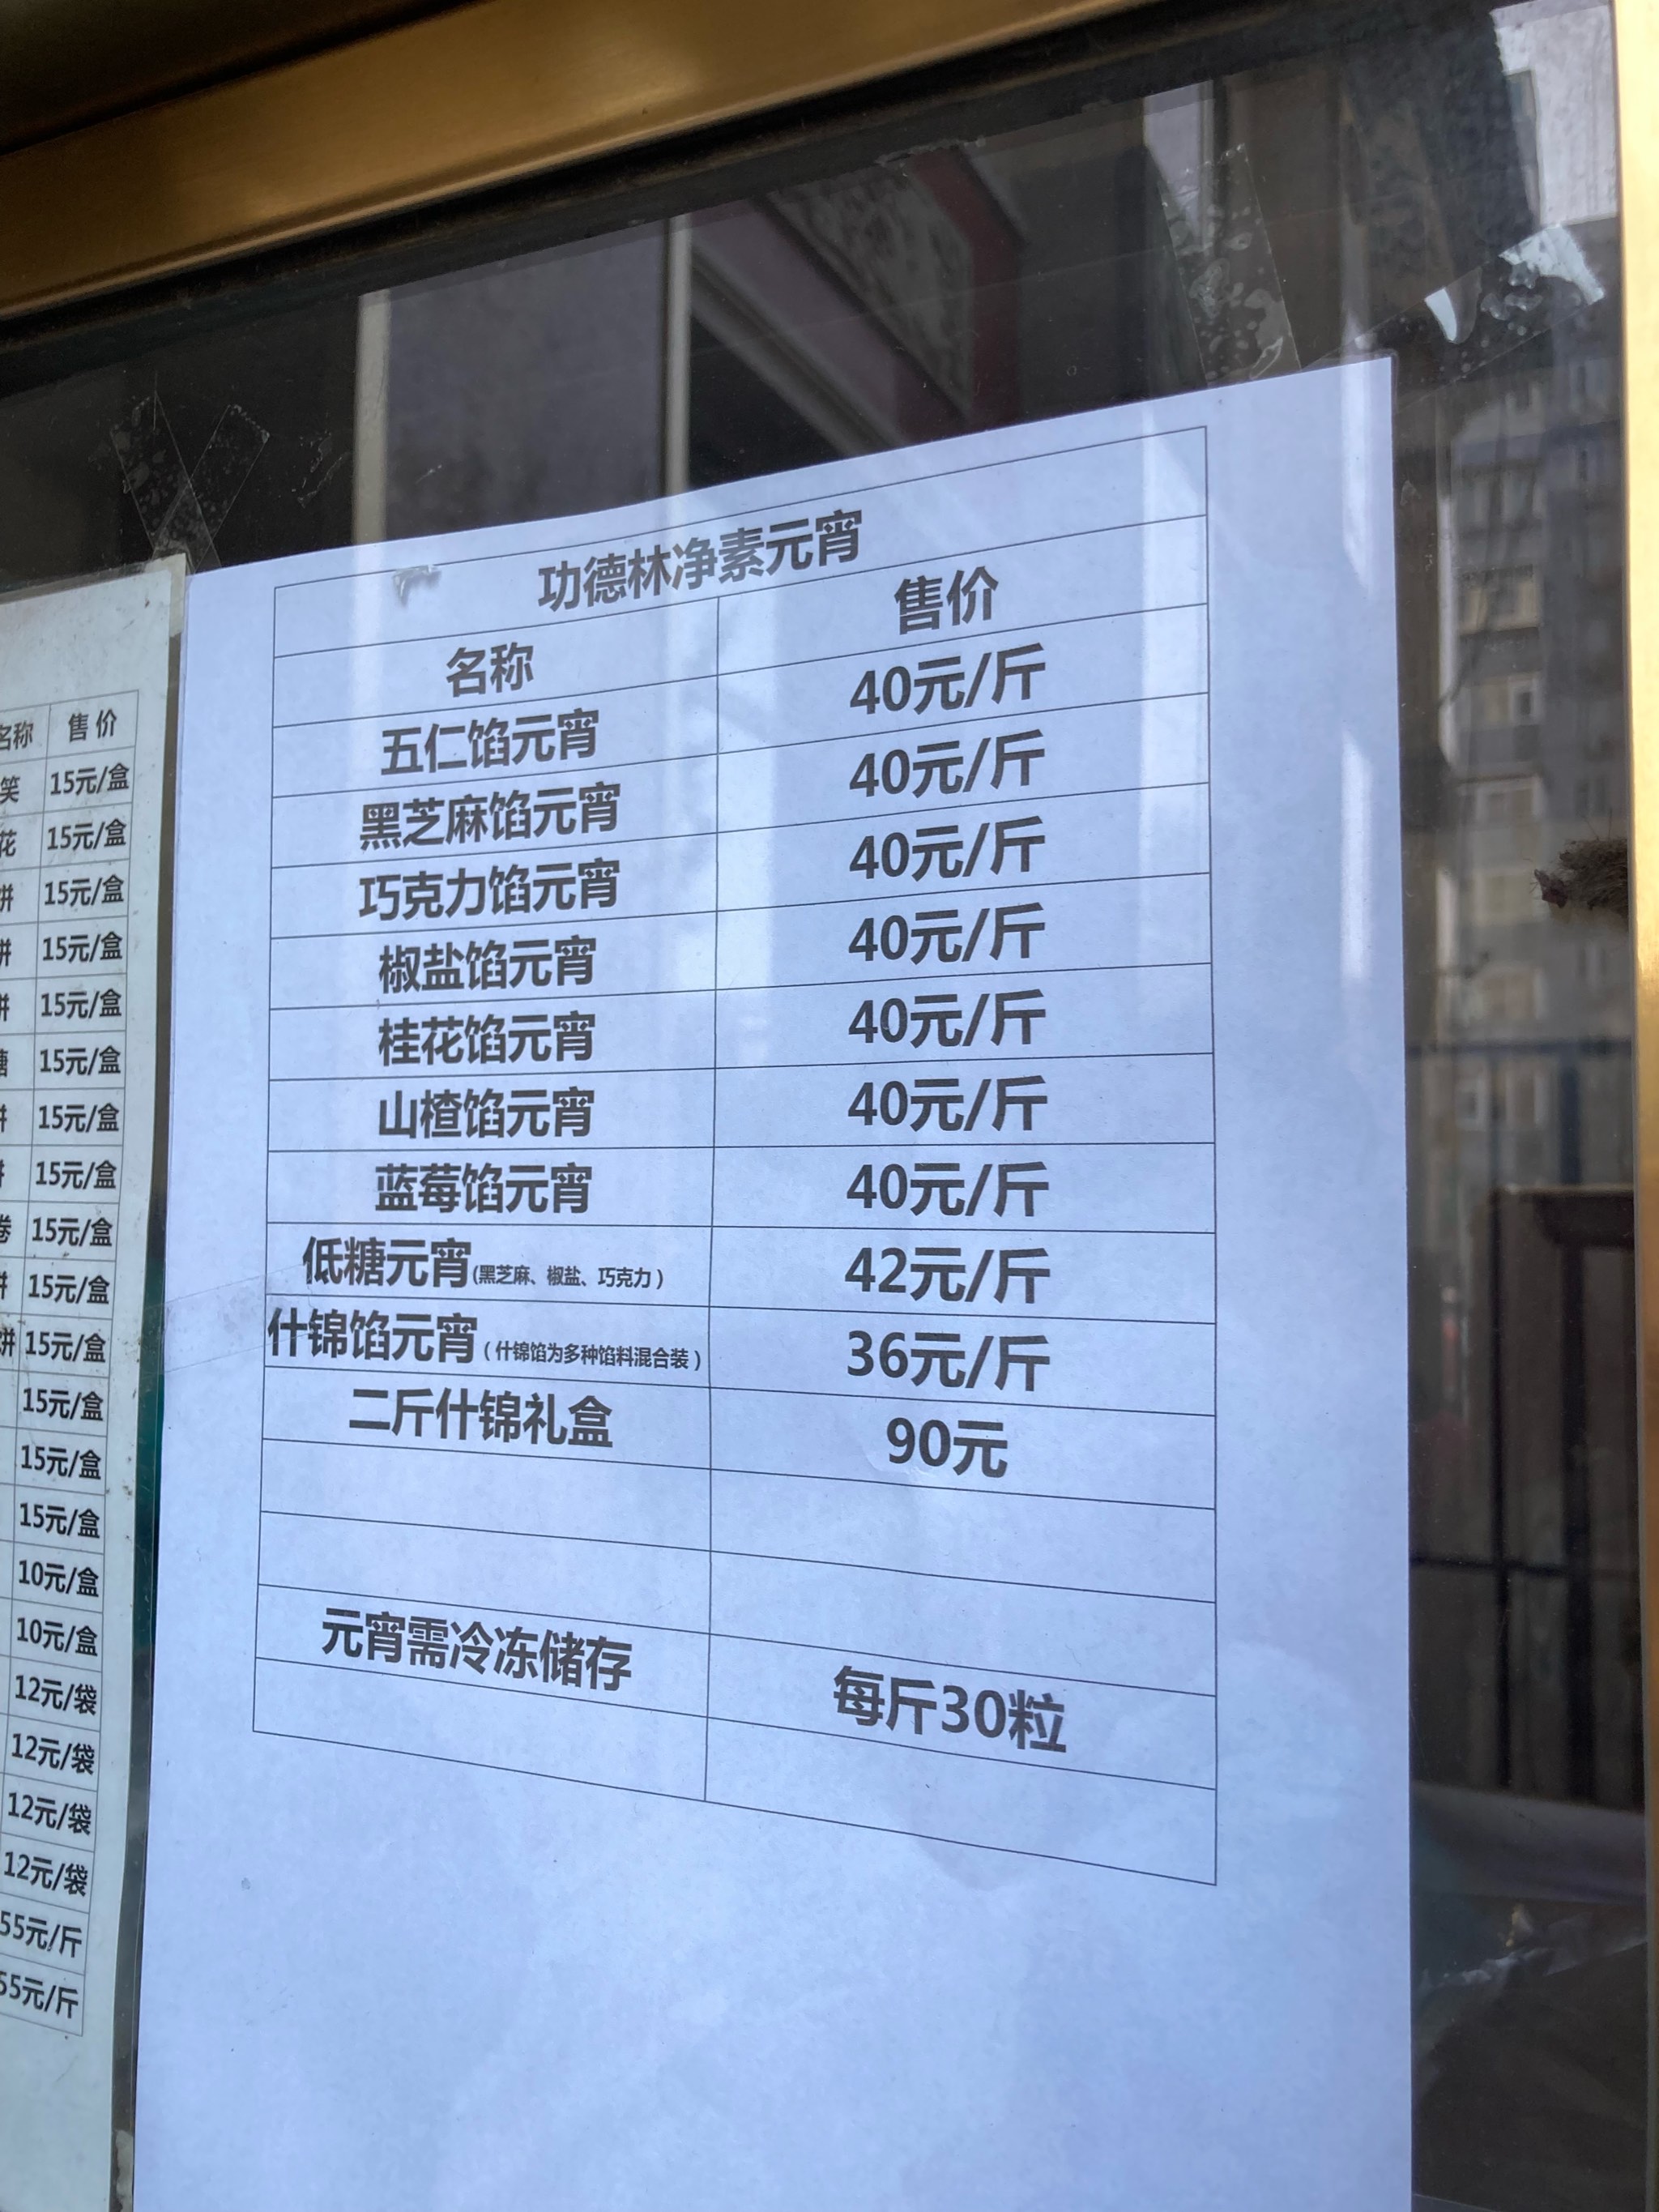 功德林净素元宵
名称 售价
五仁馅元宵 40元/斤
黑芝麻馅元宵 40元/斤
巧克力馅元宵 40元/斤
椒盐馅元宵 40元/斤
桂花馅元宵 40元/斤
山楂馅元宵 40元/斤
蓝莓馅元宵 40元/斤
低糖元宵(黑芝麻、椒盐、巧克力) 42元/斤
什锦馅元宵(什锦馅为多种馅料混合装) 36元/斤
二斤什锦礼盒 90元
元宵需冷冻储存 每斤30粒
名称 售价
笑 15元/盒
花 15元/盒
饼 15元/盒
15元/盒
15元/盒
15元/盒
15元/盒
15元/盒
卷 15元/盒
15元/盒
饼 15元/盒
15元/盒
15元/盒
15元/盒
10元/盒
10元/盒
12元/袋
12元/袋
12元/袋
12元/袋
55元/斤
55元/斤